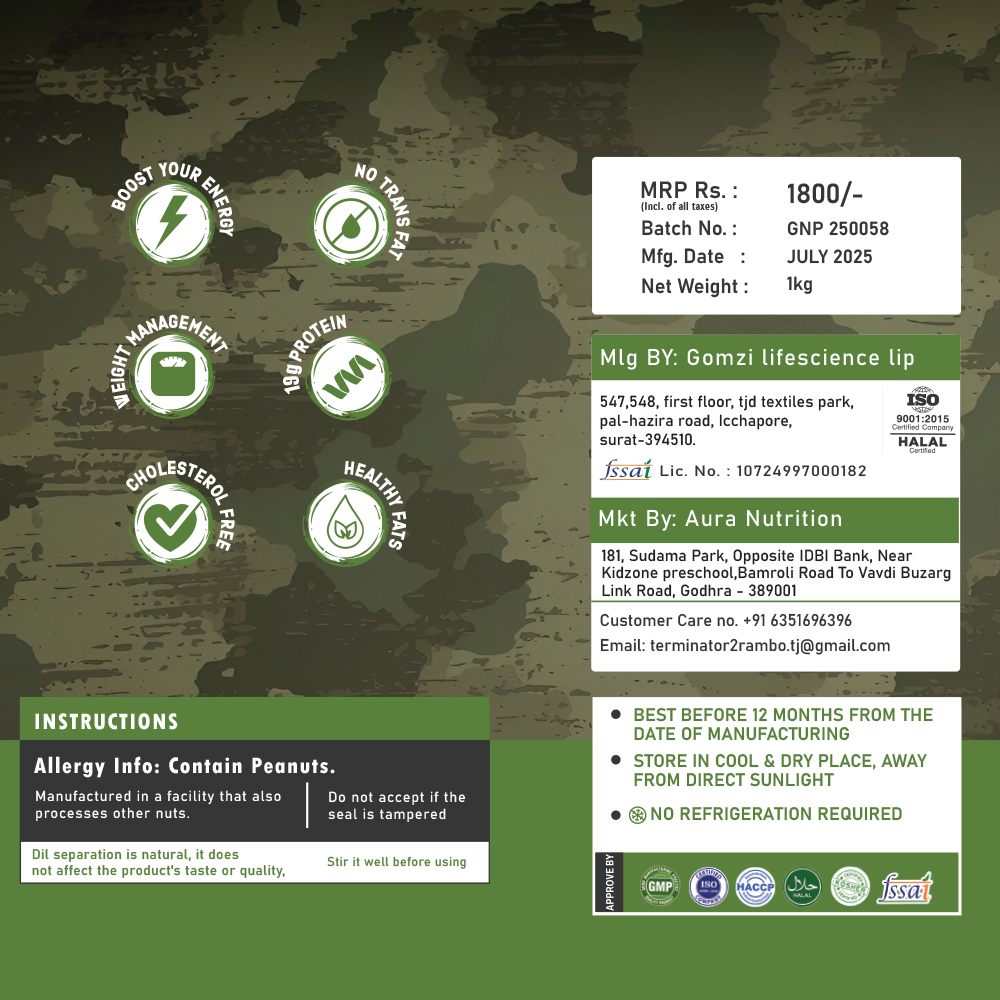 BOOST YOUR ENERGY
NO TRANS FAT
WEIGHT MANAGEMENT
19g PROTEIN
CHOLESTEROL FREE
HEALTHY FATS
MRP Rs. : 1800/-
(Incl. of all taxes)
Batch No. : GNP 250058
Mfg. Date : JULY 2025
Net Weight : 1kg
Mlg BY: Gomzi lifescience lip
547,548, first floor, tjd textiles park,
pal-hazira road, Icchapore,
surat-394510.
fssai Lic. No. : 10724997000182
ISO
9001:2015
Certified Company
HALAL
Certified
Mkt By: Aura Nutrition
181, Sudama Park, Opposite IDBI Bank, Near
Kidzone preschool,Bamroli Road To Vavdi Buzarg
Link Road, Godhra - 389001
Customer Care no. +91 6351696396
Email: terminator2rambo.tj@gmail.com
INSTRUCTIONS
Allergy Info: Contain Peanuts.
Manufactured in a facility that also
processes other nuts.
Do not accept if the
seal is tampered
Dil separation is natural, it does
not affect the product's taste or quality,
Stir it well before using
BEST BEFORE 12 MONTHS FROM THE
DATE OF MANUFACTURING
STORE IN COOL & DRY PLACE, AWAY
FROM DIRECT SUNLIGHT
NO REFRIGERATION REQUIRED
APPROVE BY
GMP
CERTIFIED
ISO
COMPANY
HACCP
حلال
HALAL
fssai